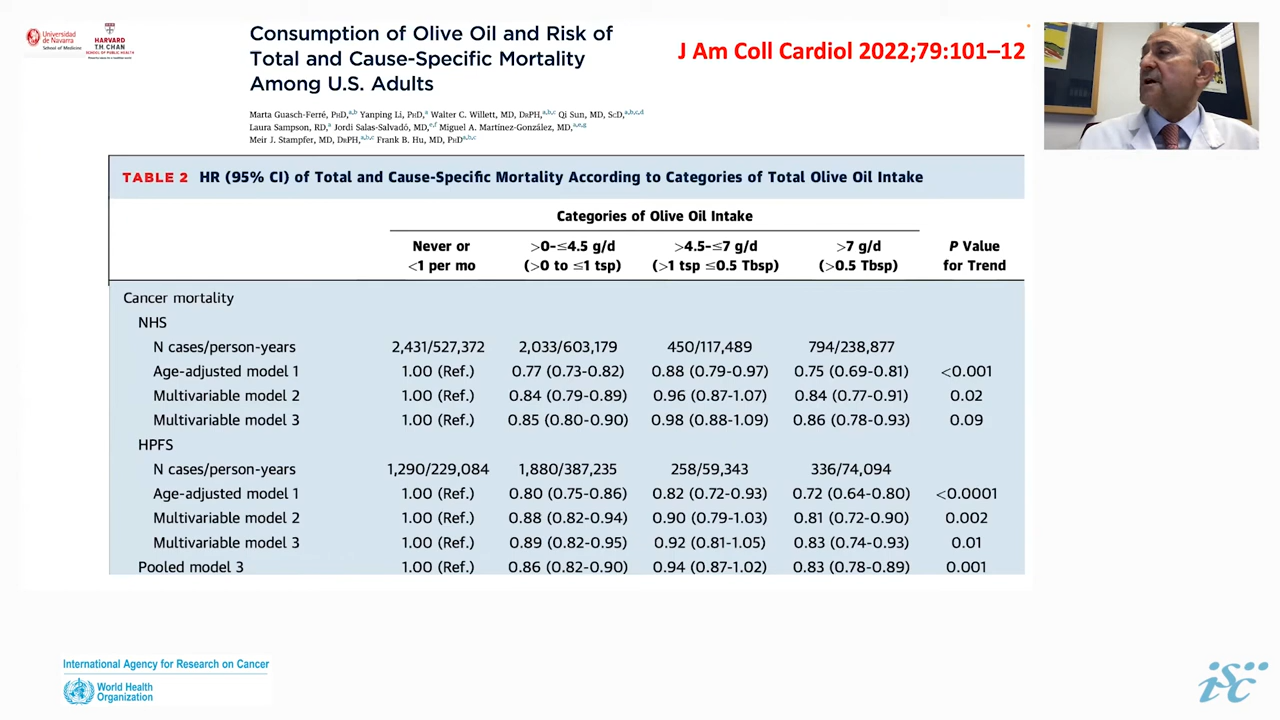 Universidad
de Navarra
School of Medicine
HARVARD
T.H. CHAN
SCHOOL OF PUBLIC HEALTH
Consumption of Olive Oil and Risk of
Total and Cause-Specific Mortality
Among U.S. Adults
J Am Coll Cardiol 2022;79:101–12
Marta Guasch-Ferré, PhD,a,b Yanping Li, PhD,a Walter C. Willett, MD, DrPH,a,b,c Qi Sun, MD, ScD,a,b,c,d
Laura Sampson, RD,a Jordi Salas-Salvadó, MD,e,f Miguel A. Martínez-González, MD,a,e,g
Meir J. Stampfer, MD, DrPH,a,b,c Frank B. Hu, MD, PhDa,b,c
TABLE 2 HR (95% CI) of Total and Cause-Specific Mortality According to Categories of Total Olive Oil Intake
Categories of Olive Oil Intake
Never or >0-≤4.5 g/d >4.5-≤7 g/d >7 g/d P Value
<1 per mo (>0 to ≤1 tsp) (>1 tsp ≤0.5 Tbsp) (>0.5 Tbsp) for Trend
Cancer mortality
NHS
N cases/person-years 2,431/527,372 2,033/603,179 450/117,489 794/238,877
Age-adjusted model 1 1.00 (Ref.) 0.77 (0.73-0.82) 0.88 (0.79-0.97) 0.75 (0.69-0.81) <0.001
Multivariable model 2 1.00 (Ref.) 0.84 (0.79-0.89) 0.96 (0.87-1.07) 0.84 (0.77-0.91) 0.02
Multivariable model 3 1.00 (Ref.) 0.85 (0.80-0.90) 0.98 (0.88-1.09) 0.86 (0.78-0.93) 0.09
HPFS
N cases/person-years 1,290/229,084 1,880/387,235 258/59,343 336/74,094
Age-adjusted model 1 1.00 (Ref.) 0.80 (0.75-0.86) 0.82 (0.72-0.93) 0.72 (0.64-0.80) <0.0001
Multivariable model 2 1.00 (Ref.) 0.88 (0.82-0.94) 0.90 (0.79-1.03) 0.81 (0.72-0.90) 0.002
Multivariable model 3 1.00 (Ref.) 0.89 (0.82-0.95) 0.92 (0.81-1.05) 0.83 (0.74-0.93) 0.01
Pooled model 3 1.00 (Ref.) 0.86 (0.82-0.90) 0.94 (0.87-1.02) 0.83 (0.78-0.89) 0.001
International Agency for Research on Cancer
World Health
Organization
isc